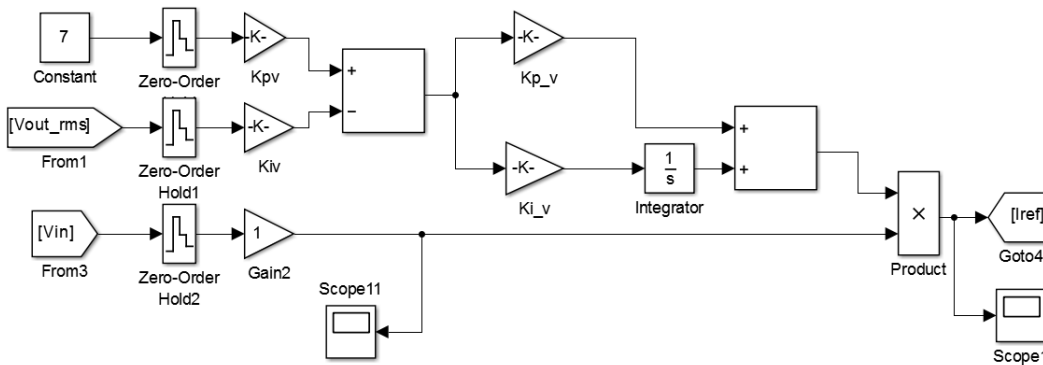 7
Constant
Zero-Order
-K-
Kpv
+
−
[Vout_rms]
From1
Zero-Order
Hold1
-K-
Kiv
-K-
Kp_v
-K-
Ki_v
1
s
Integrator
+
+
[Vin]
From3
Zero-Order
Hold2
1
Gain2
Scope11
×
Product
[Iref]
Goto4
Scope1